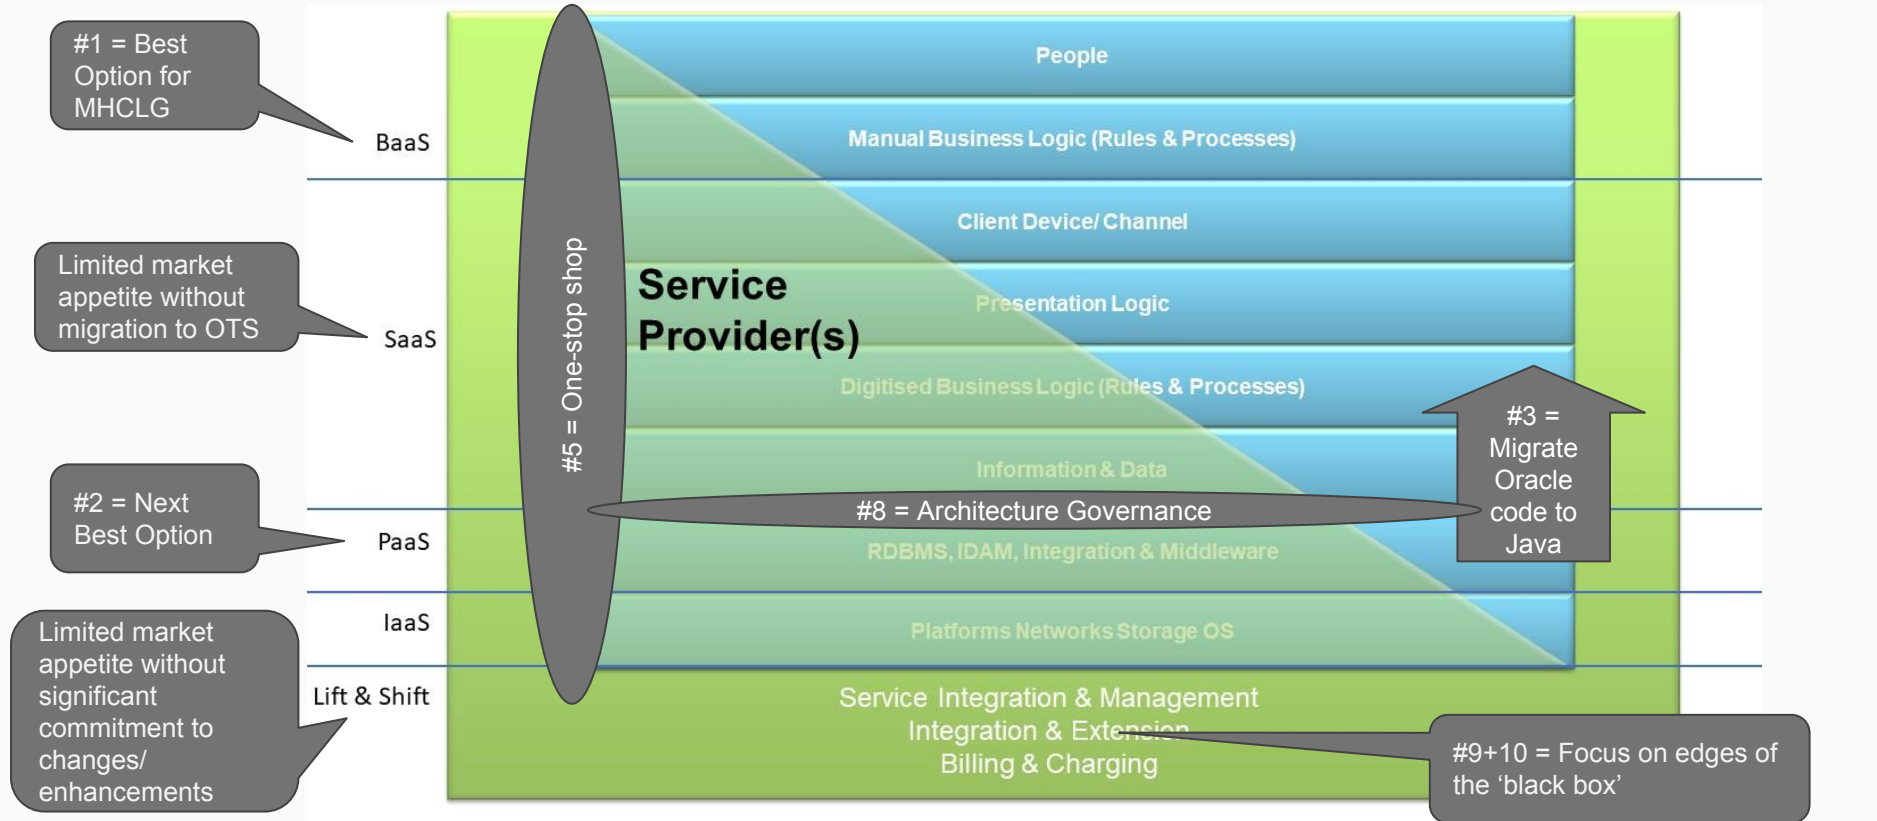 #1 = Best
Option for
MHCLG
BaaS
Limited market
appetite without
migration to OTS
SaaS
#2 = Next
Best Option
PaaS
IaaS
Limited market
appetite without
significant
commitment to
changes/
enhancements
Lift & Shift
#5 = One-stop shop
Service
Provider(s)
People
Manual Business Logic (Rules & Processes)
Client Device/ Channel
Presentation Logic
Digitised Business Logic (Rules & Processes)
Information & Data
#8 = Architecture Governance
RDBMS, IDAM, Integration & Middleware
Platforms Networks Storage OS
#3 =
Migrate
Oracle
code to
Java
Service Integration & Management
Integration & Extension
Billing & Charging
#9+10 = Focus on edges of
the ‘black box’